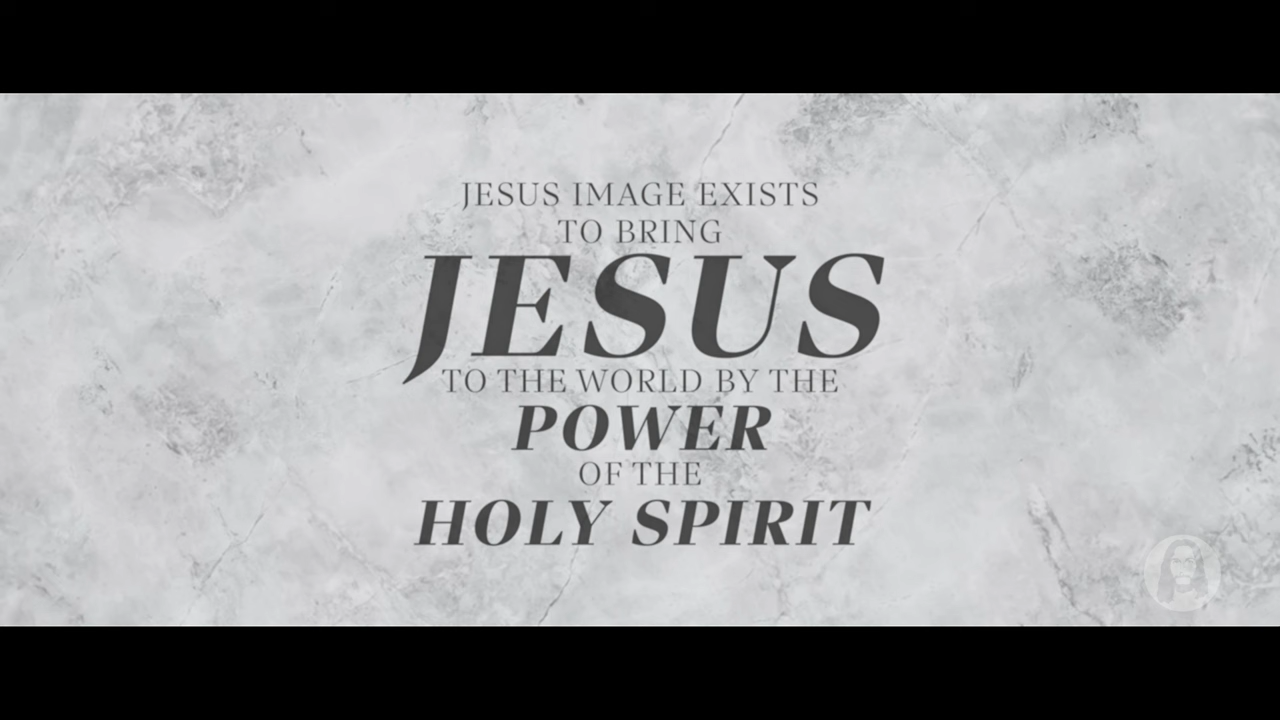 JESUS IMAGE EXISTS
TO BRING
JESUS
TO THE WORLD BY THE
POWER
OF THE
HOLY SPIRIT